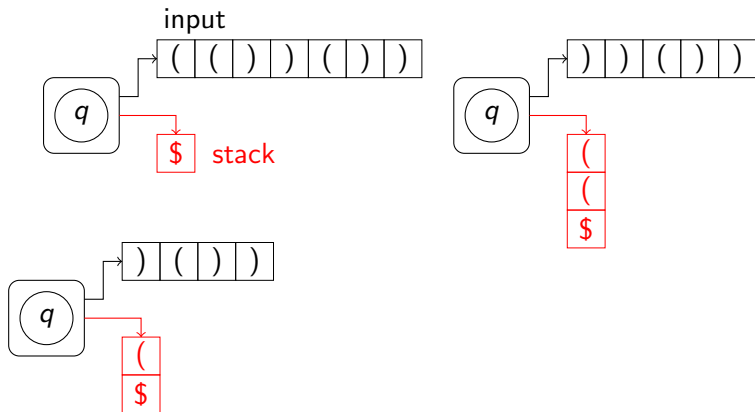 input
q ( ( ) ) ( ) )
$ stack
q ) ) ( ) )
(
(
$
q ) ( ) )
(
$